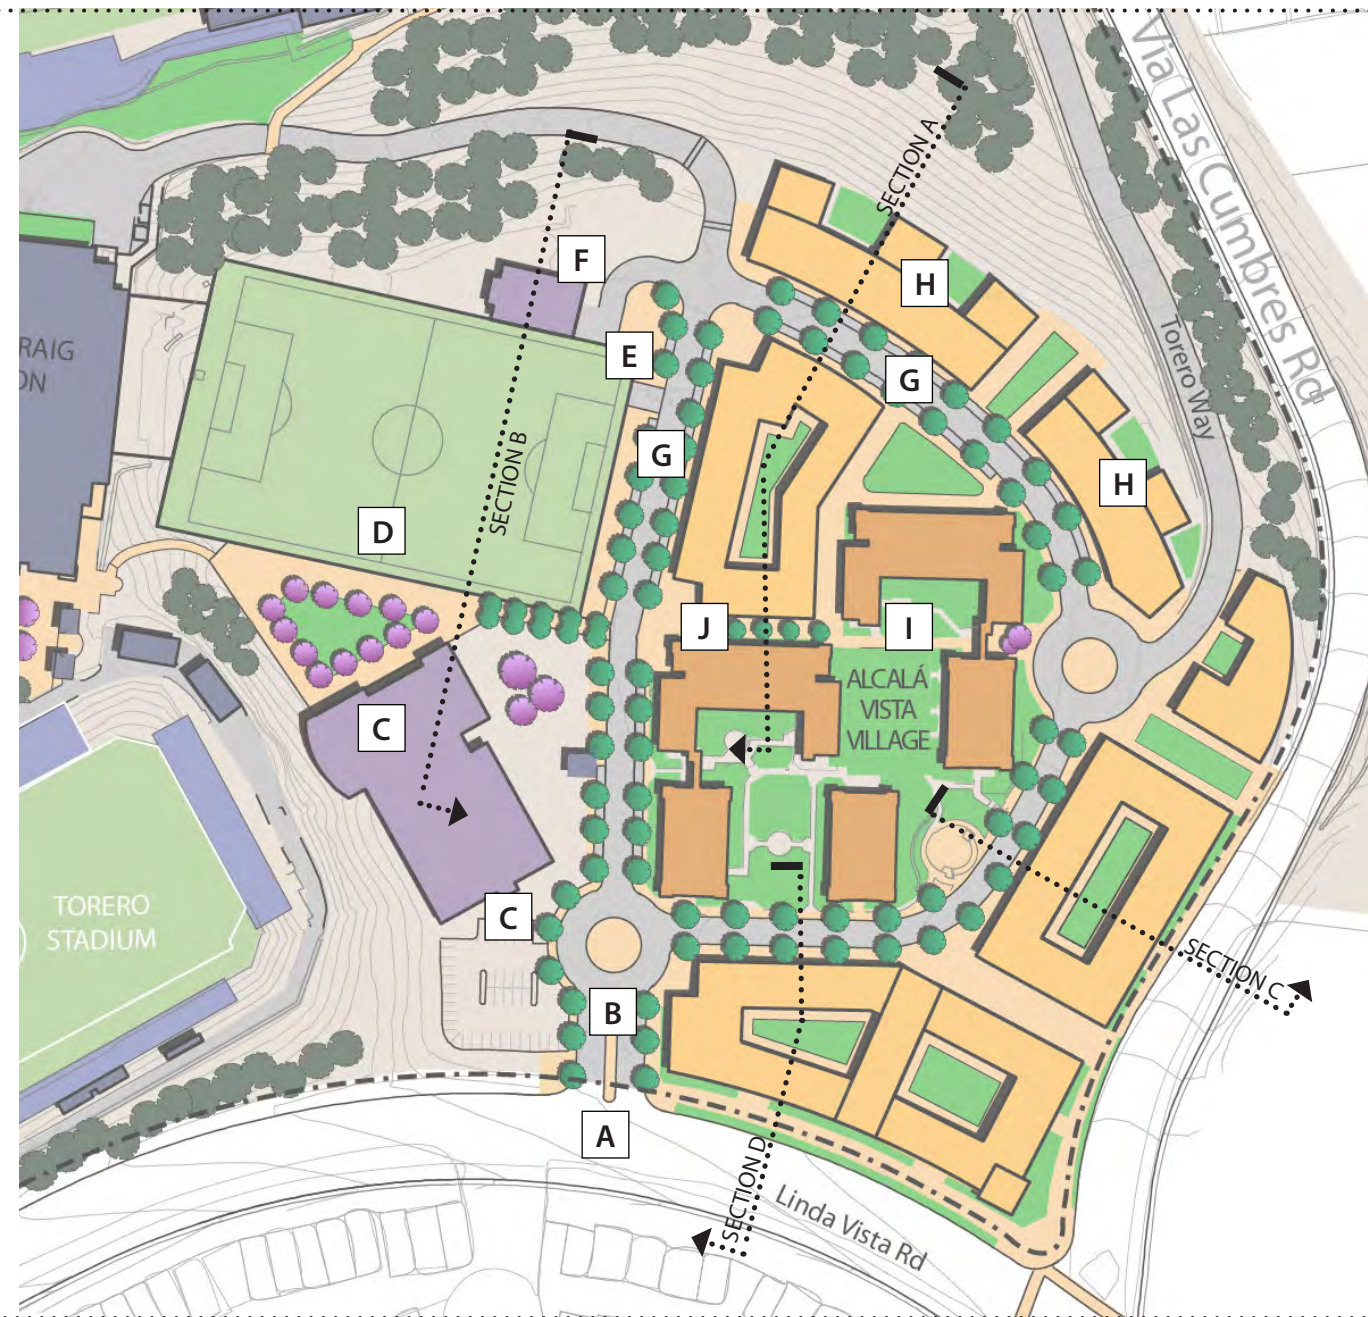 Via Las Cumbres Rd
SECTION A
F
H
RAIG
ON
Torero Way
E
G
G
SECTION B
H
D
J
I
ALCALÁ
VISTA
VILLAGE
C
TORERO
STADIUM
C
SECTION C
B
A
SECTION D
Linda Vista Rd